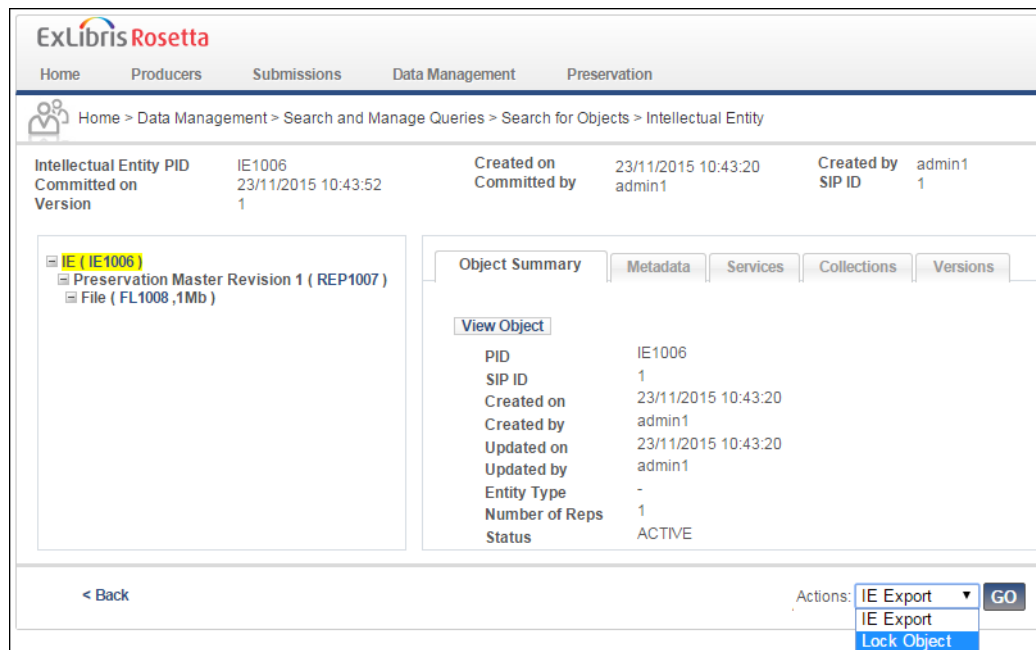 ExLibris Rosetta
Home Producers Submissions Data Management Preservation
Home > Data Management > Search and Manage Queries > Search for Objects > Intellectual Entity
Intellectual Entity PID IE1006 Created on 23/11/2015 10:43:20 Created by admin1
Committed on 23/11/2015 10:43:52 Committed by admin1 SIP ID 1
Version 1
IE ( IE1006 )
Preservation Master Revision 1 ( REP1007 )
File ( FL1008 ,1Mb )
Object Summary Metadata Services Collections Versions
View Object
PID IE1006
SIP ID 1
Created on 23/11/2015 10:43:20
Created by admin1
Updated on 23/11/2015 10:43:20
Updated by admin1
Entity Type -
Number of Reps 1
Status ACTIVE
< Back Actions: IE Export GO
IE Export
Lock Object